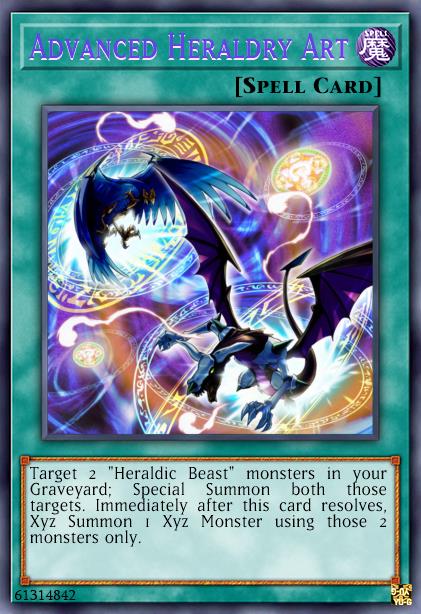 Advanced Heraldry Art
SPELL
魔
[Spell Card]
Target 2 "Heraldic Beast" monsters in your
Graveyard; Special Summon both those
targets. Immediately after this card resolves,
Xyz Summon 1 Xyz Monster using those 2
monsters only.
61314842